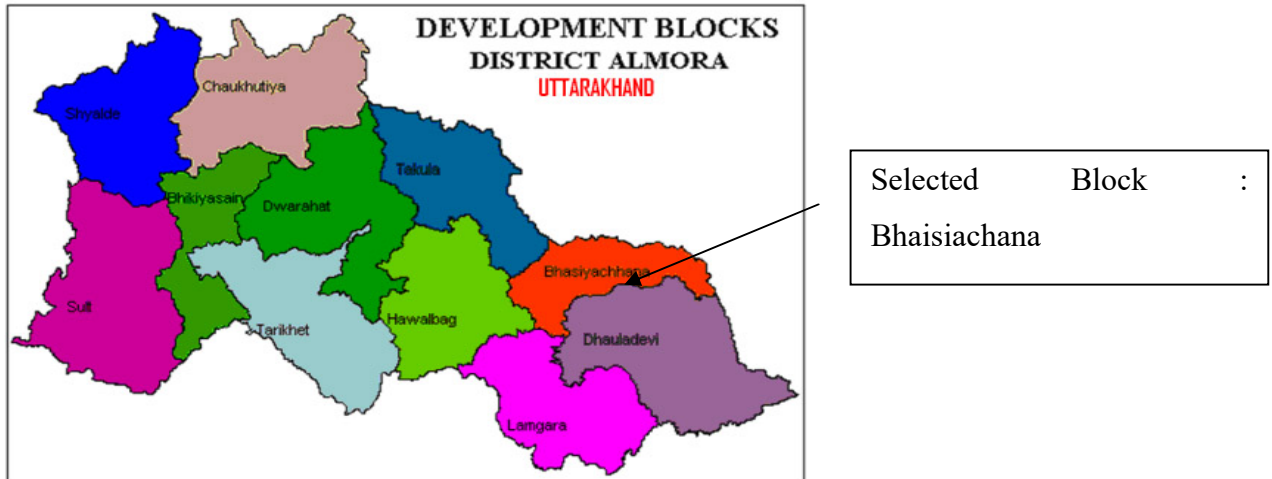 DEVELOPMENT BLOCKS
DISTRICT ALMORA
UTTARAKHAND
Chaukhutiya
Shyalde
Takula
Bhikiyasain
Dwarahat
Bhasiyachhana
Sult
Tarikhet
Hawalbag
Dhauladevi
Lamgara
Selected Block :
Bhaisiachana